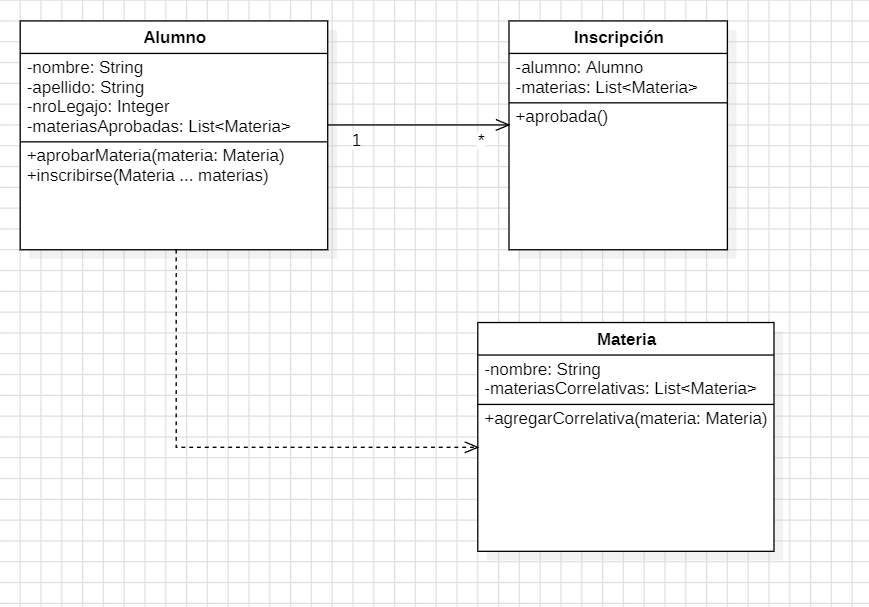 Alumno
-nombre: String
-apellido: String
-nroLegajo: Integer
-materiasAprobadas: List<Materia>
+aprobarMateria(materia: Materia)
+inscribirse(Materia ... materias)
1
*
Inscripción
-alumno: Alumno
-materias: List<Materia>
+aprobada()
Materia
-nombre: String
-materiasCorrelativas: List<Materia>
+agregarCorrelativa(materia: Materia)